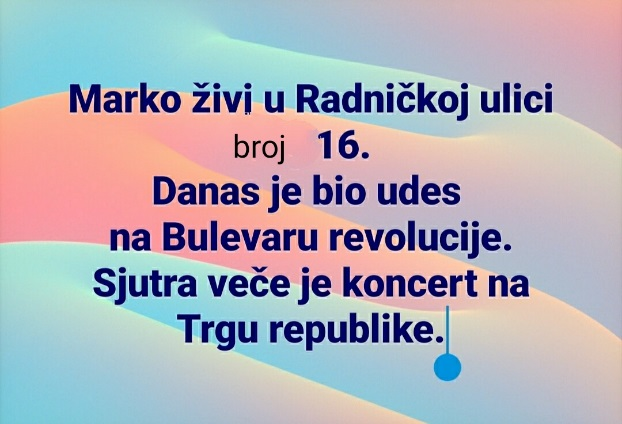 Marko živi u Radničkoj ulici
broj 16.
Danas je bio udes
na Bulevaru revolucije.
Sjutra veče je koncert na
Trgu republike.